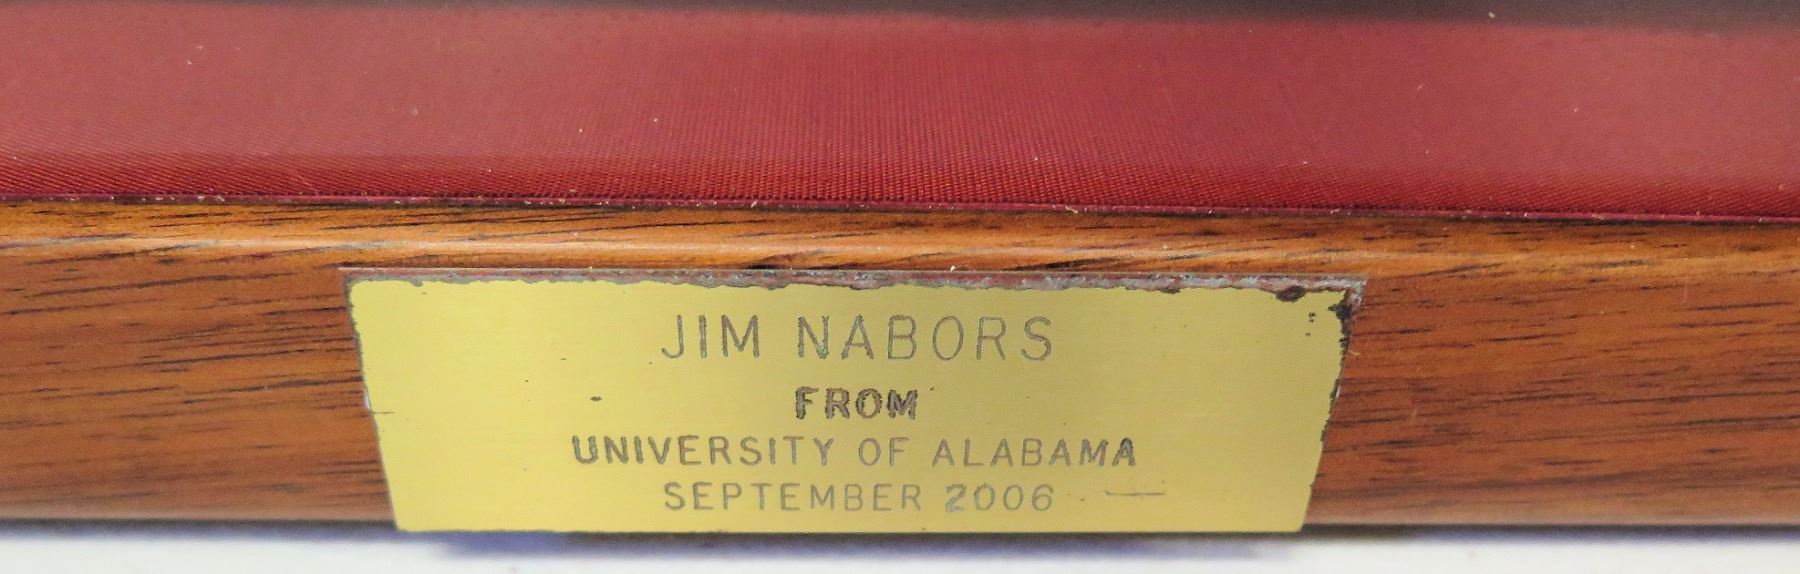 JIM NABORS
FROM
UNIVERSITY OF ALABAMA
SEPTEMBER 2006